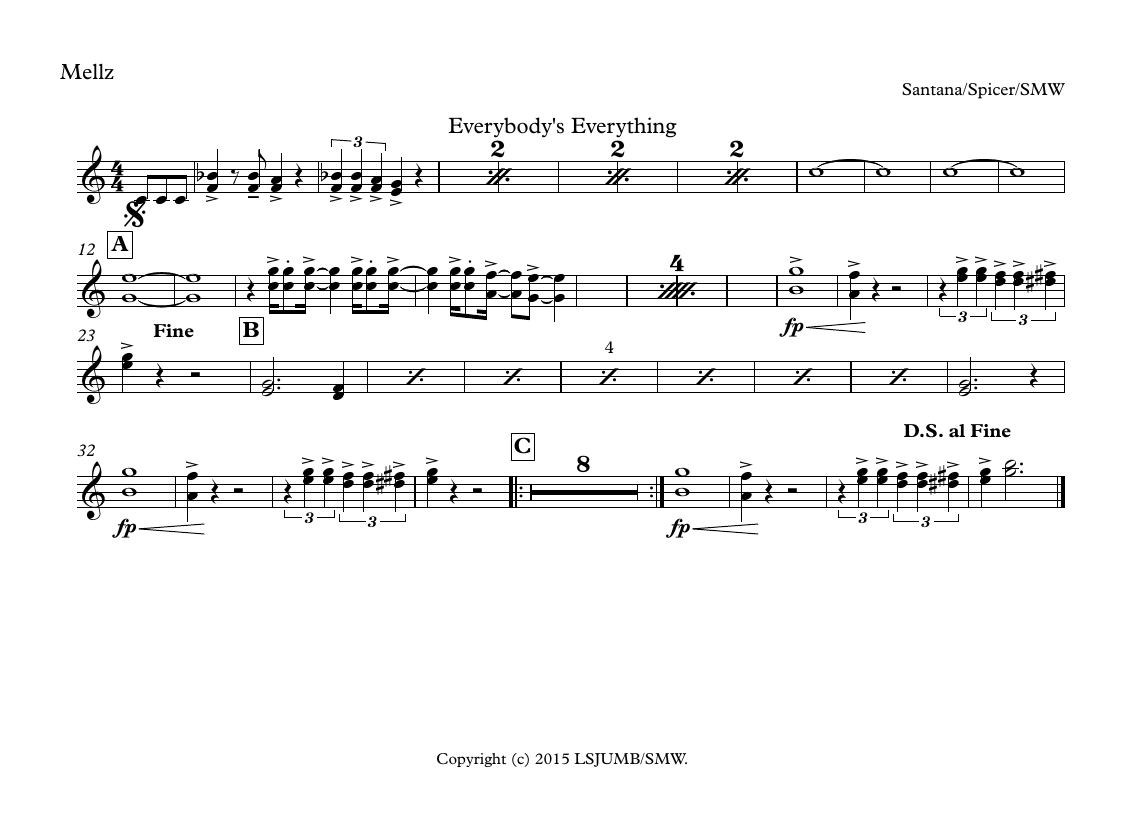 Mellz
Santana/Spicer/SMW
Everybody's Everything
3
2 2 2
4
4
12
A
4
fp
3 3
23
Fine
B
4
32
C
8
D.S. al Fine
fp
3 3
fp
3 3
Copyright (c) 2015 LSJUMB/SMW.